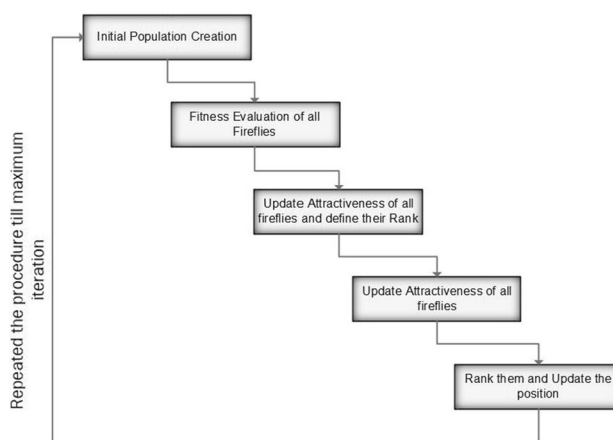 Initial Population Creation
Fitness Evaluation of all
Fireflies
Update Attractiveness of all
fireflies and define their Rank
Update Attractiveness of all
fireflies
Rank them and Update the
position
Repeated the procedure till maximum
iteration